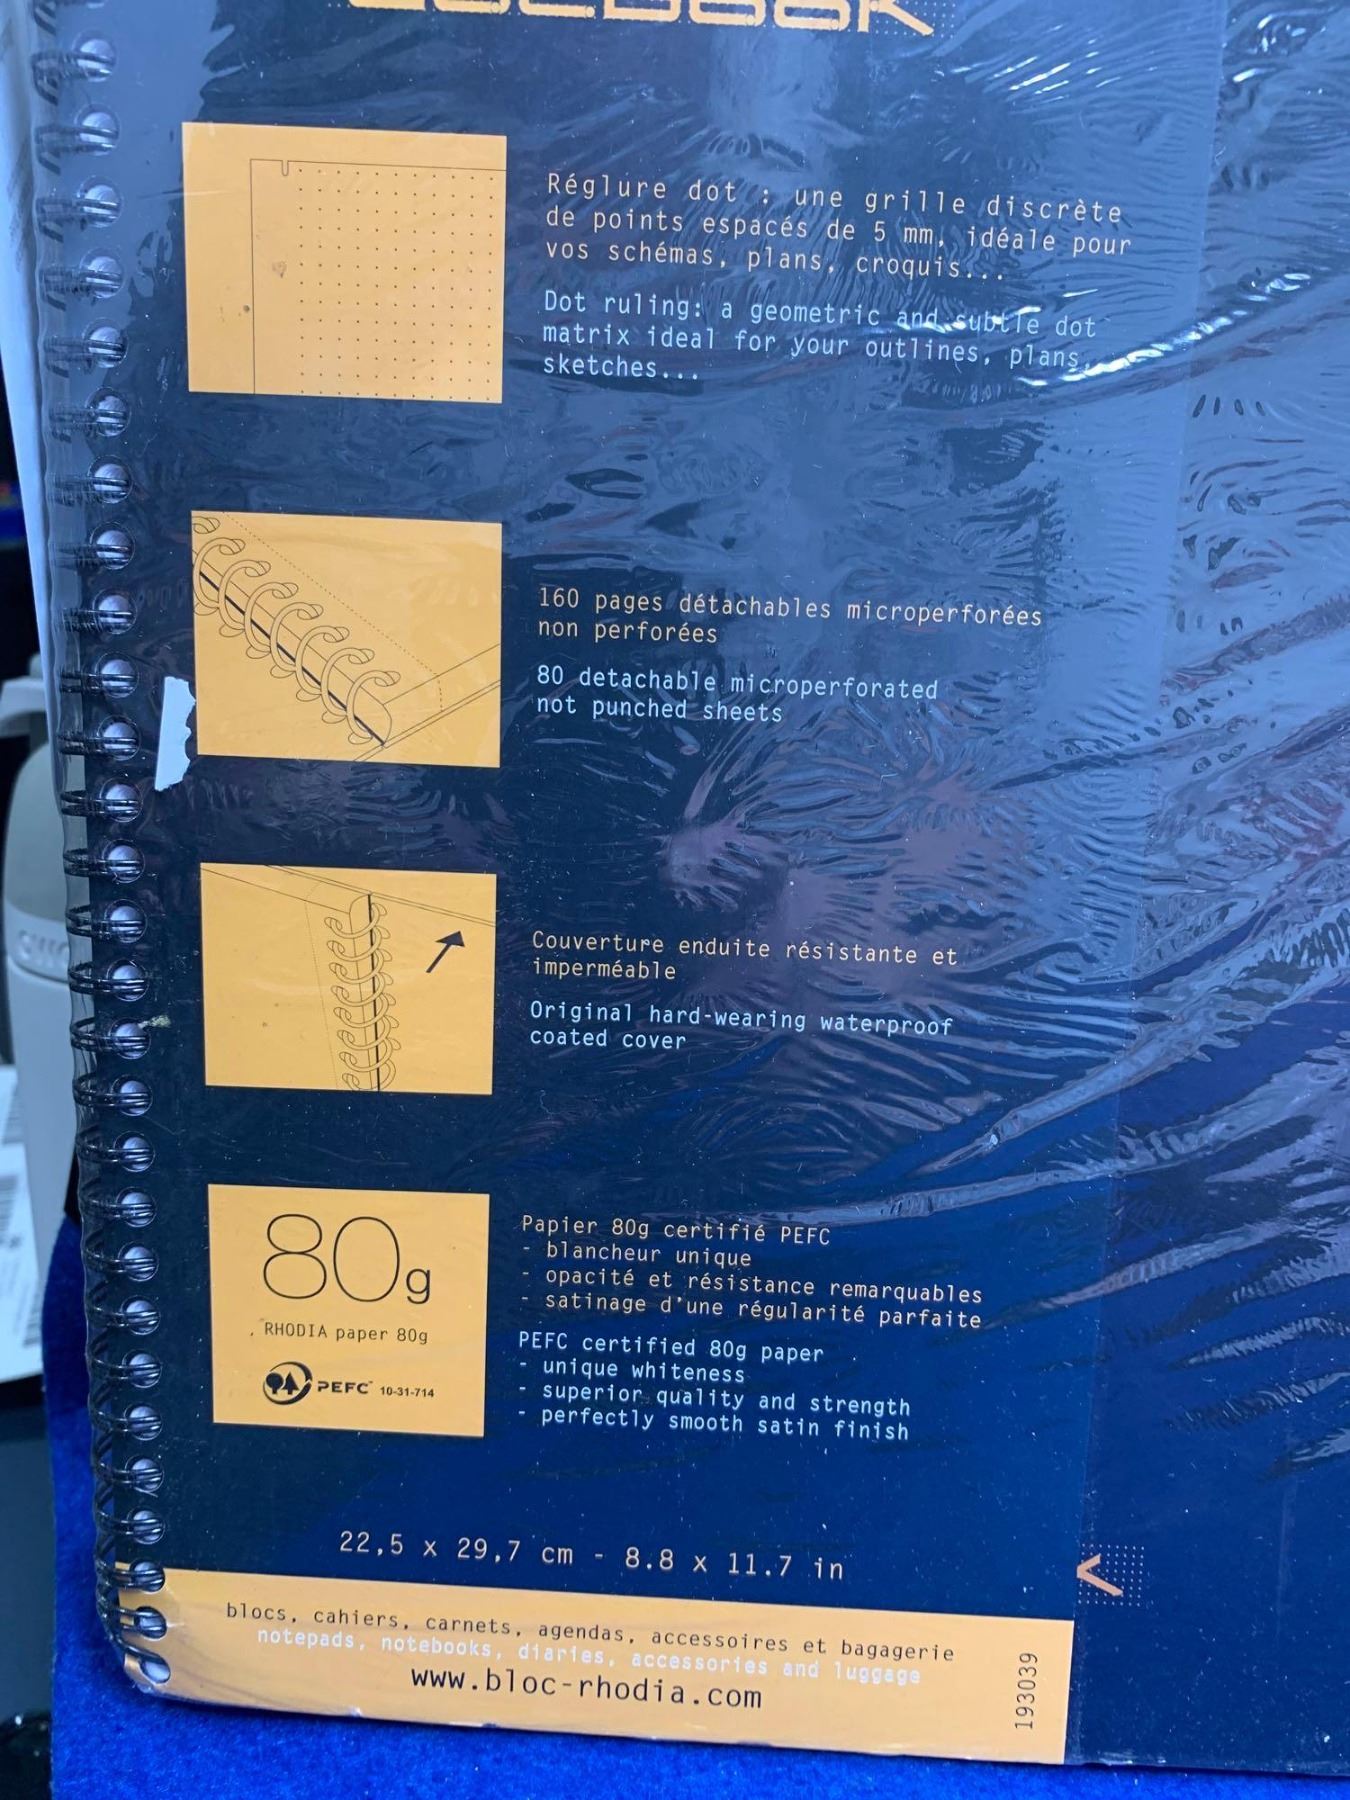 Réglure dot : une grille discrète
de points espacés de 5 mm, idéale pour
vos schémas, plans, croquis...
Dot ruling: a geometric and subtle dot
matrix ideal for your outlines, plans,
sketches...
160 pages détachables microperforées
non perforées
80 detachable microperforated
not punched sheets
Couverture enduite résistante et
imperméable
Original hard-wearing waterproof
coated cover
80g
RHODIA paper 80g
PEFC™ 10-31-714
Papier 80g certifié PEFC
- blancheur unique
- opacité et résistance remarquables
- satinage d'une régularité parfaite
PEFC certified 80g paper
- unique whiteness
- superior quality and strength
- perfectly smooth satin finish
22,5 x 29,7 cm - 8.8 x 11.7 in
blocs, cahiers, carnets, agendas, accessoires et bagagerie
notepads, notebooks, diaries, accessories and luggage
www.bloc-rhodia.com
193039